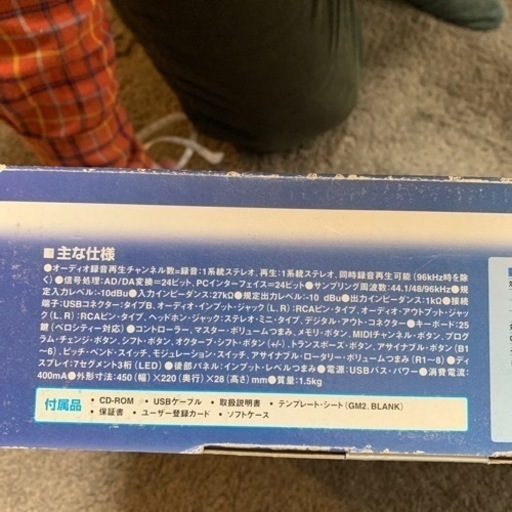 ■主な仕様
●オーディオ録音再生チャンネル数=録音:1系統ステレオ、再生:1系統ステレオ、同時録音再生可能(96kHz時を除
く)●信号処理:AD/DA変換=24ビット、PCインターフェイス=24ビット●サンプリング周波数:44.1/48/96kHz●規
定入力レベル:-10dBu●入力インピーダンス:27kΩ●規定出力レベル:-10 dBu●出力インピーダンス:1kΩ●接続
端子:USBコネクター:タイプB、オーディオ・インプット・ジャック(L、R):RCAピン・タイプ、オーディオ・アウトプット・ジャッ
ク(L、R):RCAピン・タイプ、ヘッドホン・ジャック:ステレオ・ミニ・タイプ、デジタル・アウト・コネクター●キーボード:25
鍵(ベロシティー対応)●コントローラー、マスター・ボリュームつまみ、メモリ・ボタン、MIDIチャンネル・ボタン、プログ
ラム・チェンジ・ボタン、シフト・ボタン、オクターブ・シフト・ボタン(+/-)、トランスポーズ・ボタン、アサイナブル・ボタン(B1
～6)、ピッチ・ベンド・スイッチ、モジュレーション・スイッチ、アサイナブル・ロータリー・ボリュームつまみ(R1～8)●ディ
スプレイ:7セグメント3桁(LED)●後部パネル:インプット・レベルつまみ●電源:USBバス・パワー●消費電流:
400mA●外形寸法:450(幅)×220(奥行)×28(高さ)mm●質量:1.5kg
付属品
• CD-ROM • USBケーブル • 取扱説明書 • テンプレート・シート(GM2、BLANK)
• 保証書 • ユーザー登録カード • ソフトケース